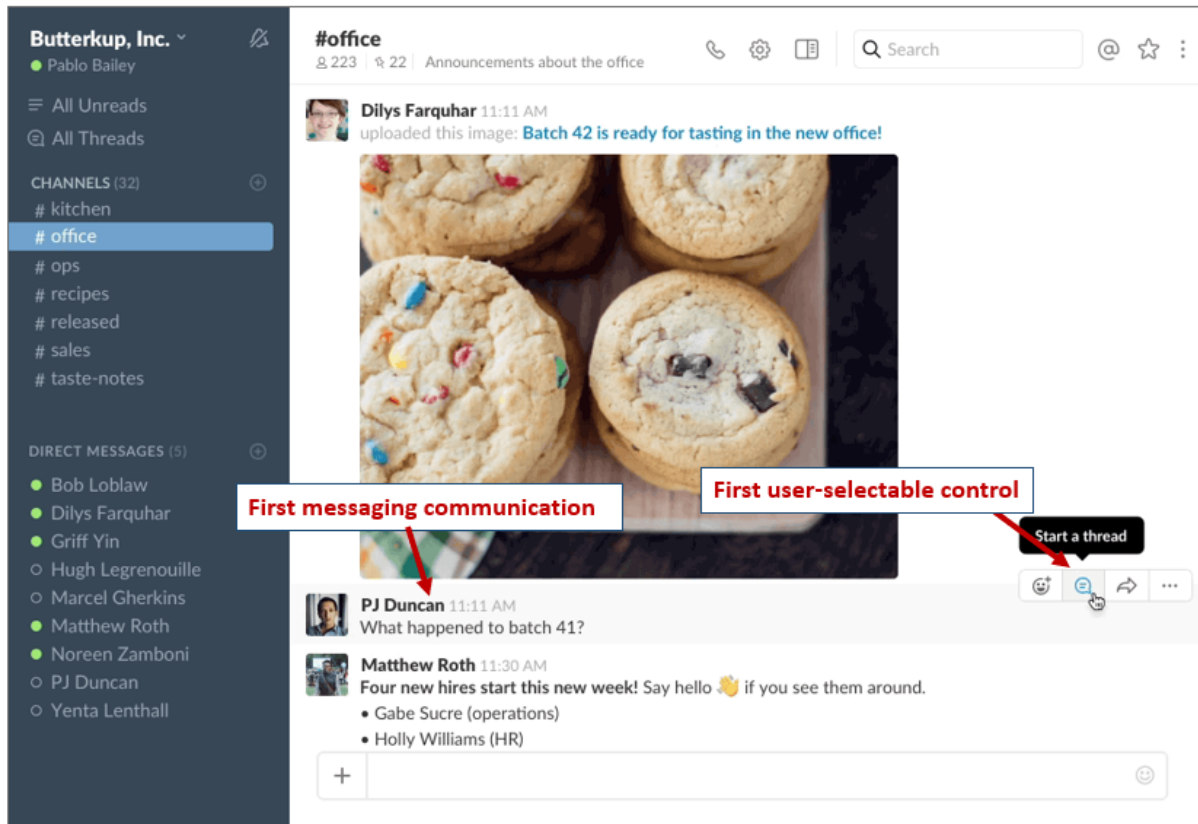 Butterkup, Inc.
Pablo Bailey
All Unreads
All Threads
CHANNELS (32)
# kitchen
# office
# ops
# recipes
# released
# sales
# taste-notes
DIRECT MESSAGES (5)
Bob Loblaw
Dilys Farquhar
Griff Yin
Hugh Legrenouille
Marcel Gherkins
Matthew Roth
Noreen Zamboni
PJ Duncan
Yenta Lenthall
#office
223 | 22 | Announcements about the office
Search
Dilys Farquhar 11:11 AM
uploaded this image: Batch 42 is ready for tasting in the new office!
First messaging communication
First user-selectable control
Start a thread
PJ Duncan 11:11 AM
What happened to batch 41?
Matthew Roth 11:30 AM
Four new hires start this new week! Say hello 👋 if you see them around.
• Gabe Sucre (operations)
• Holly Williams (HR)